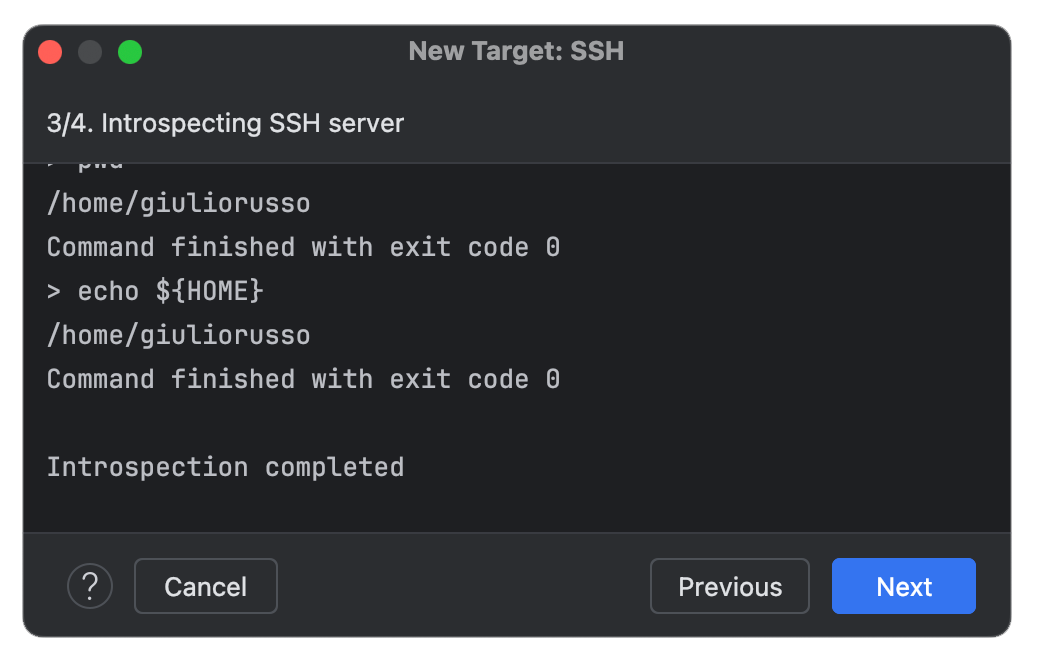 New Target: SSH
3/4. Introspecting SSH server
> pwd
/home/giuliorusso
Command finished with exit code 0
> echo ${HOME}
/home/giuliorusso
Command finished with exit code 0
Introspection completed
?
Cancel
Previous
Next